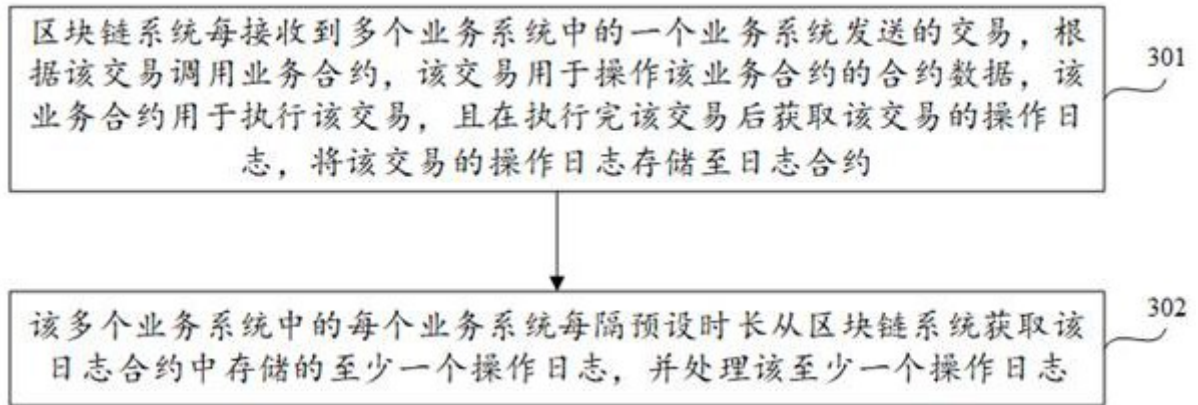 区块链系统每接收到多个业务系统中的一个业务系统发送的交易，根
据该交易调用业务合约，该交易用于操作该业务合约的合约数据，该
业务合约用于执行该交易，且在执行完该交易后获取该交易的操作日
志，将该交易的操作日志存储至日志合约
301
该多个业务系统中的每个业务系统每隔预设时长从区块链系统获取该
日志合约中存储的至少一个操作日志，并处理该至少一个操作日志
302